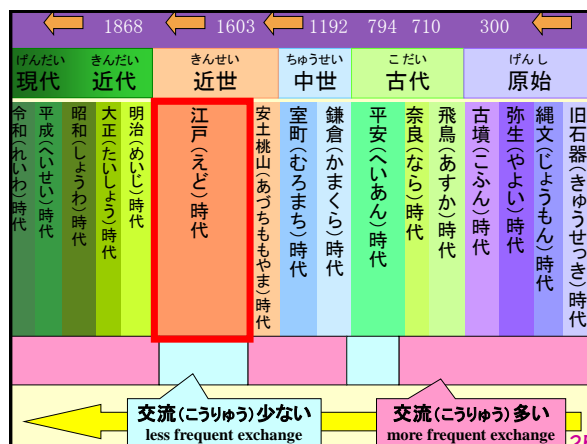 1868 1603 1192 794 710 300
げんだい きんだい きんせい ちゅうせい こだい げんし
現代 近代 近世 中世 古代 原始
令和(れいわ)時代
平成(へいせい)時代
昭和(しょうわ)時代
大正(たいしょう)時代
明治(めいじ)時代
江戸(えど)時代
安土桃山(あづちももやま)時代
室町(むろまち)時代
鎌倉(かまくら)時代
平安(へいあん)時代
奈良(なら)時代
飛鳥(あすか)時代
古墳(こふん)時代
弥生(やよい)時代
縄文(じょうもん)時代
旧石器(きゅうせっき)時代
交流(こうりゅう)少ない
less frequent exchange
交流(こうりゅう)多い
more frequent exchange